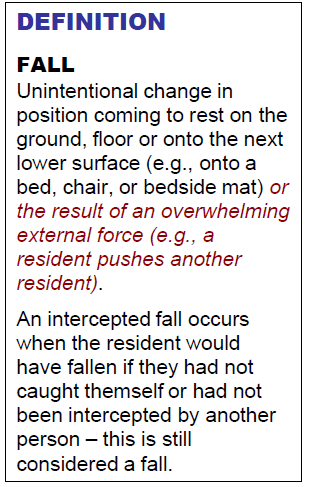 DEFINITION
FALL
Unintentional change in
position coming to rest on the
ground, floor or onto the next
lower surface (e.g., onto a
bed, chair, or bedside mat) or
the result of an overwhelming
external force (e.g., a
resident pushes another
resident).
An intercepted fall occurs
when the resident would
have fallen if they had not
caught themself or had not
been intercepted by another
person – this is still
considered a fall.